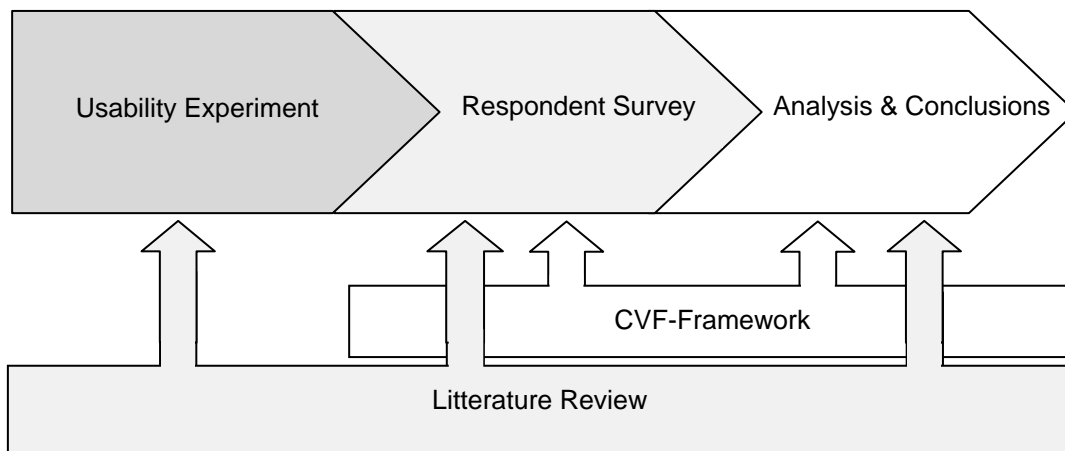 Usability Experiment
Respondent Survey
Analysis & Conclusions
CVF-Framework
Litterature Review